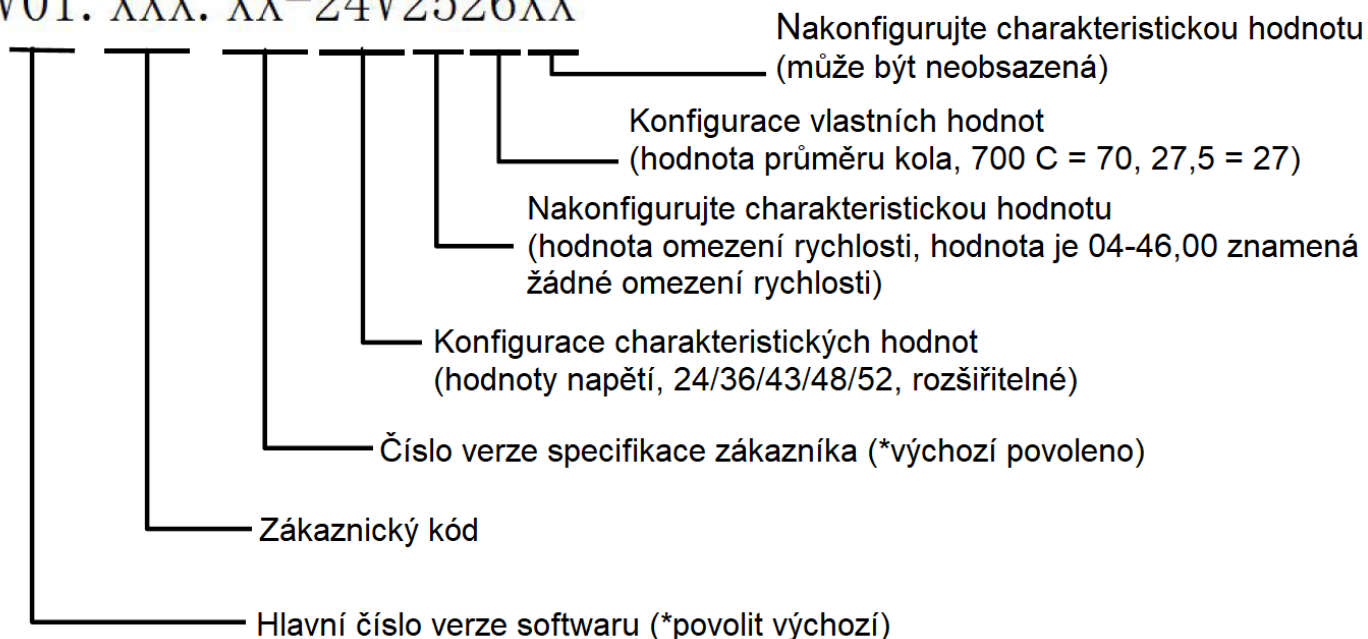 V01. XXX. XX-24V2526XX
Nakonfigurujte charakteristickou hodnotu
(může být neobsazená)
Konfigurace vlastních hodnot
(hodnota průměru kola, 700 C = 70, 27,5 = 27)
Nakonfigurujte charakteristickou hodnotu
(hodnota omezení rychlosti, hodnota je 04-46,00 znamená
žádné omezení rychlosti)
Konfigurace charakteristických hodnot
(hodnoty napětí, 24/36/43/48/52, rozšiřitelné)
Číslo verze specifikace zákazníka (*výchozí povoleno)
Zákaznický kód
Hlavní číslo verze softwaru (*povolit výchozí)